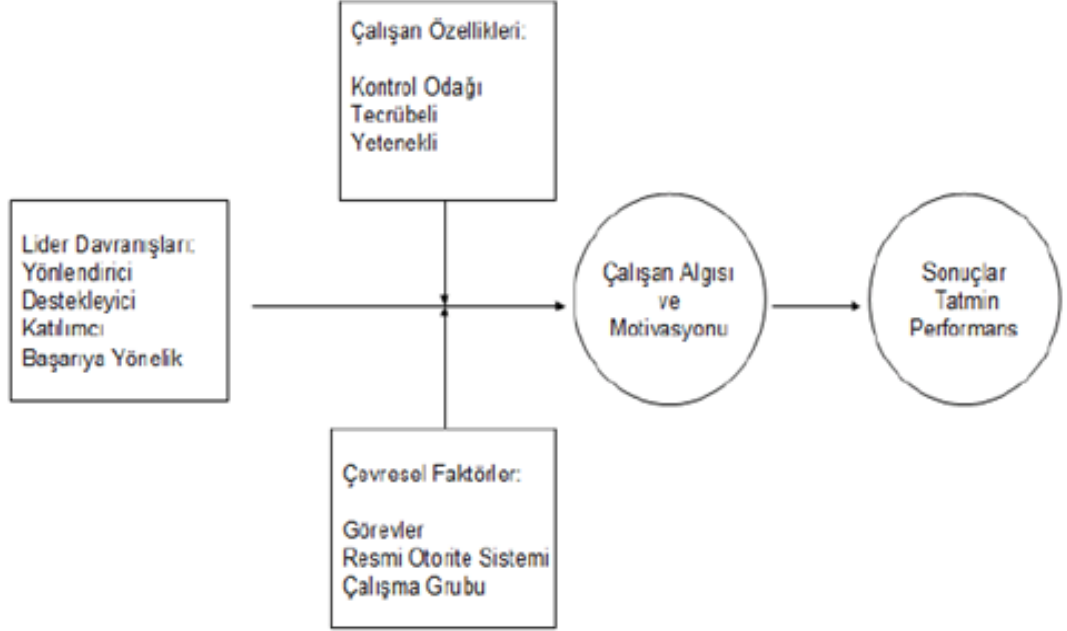 Çalışan Özellikleri:
Kontrol Odağı
Tecrübeli
Yetenekli
Lider Davranışları:
Yönlendirici
Destekleyici
Katılımcı
Başarıya Yönelik
Çalışan Algısı
ve
Motivasyonu
Sonuçlar
Tatmin
Performans
Çevresel Faktörler:
Görevler
Resmi Otorite Sistemi
Çalışma Grubu